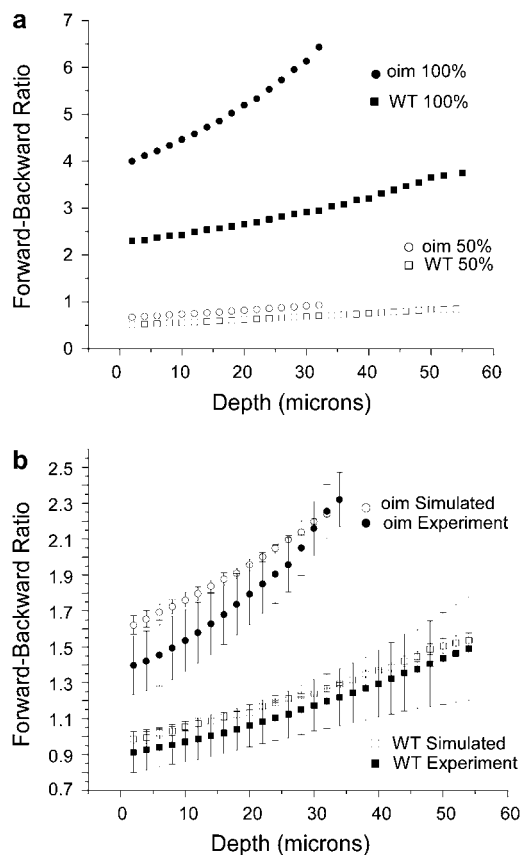 a
7
6
5
4
3
2
1
0
Forward-Backward Ratio
oim 100%
WT 100%
oim 50%
WT 50%
0 10 20 30 40 50 60
Depth (microns)
b
2.5
2.3
2.1
1.9
1.7
1.5
1.3
1.1
0.9
0.7
Forward-Backward Ratio
oim Simulated
oim Experiment
WT Simulated
WT Experiment
0 10 20 30 40 50 60
Depth (microns)